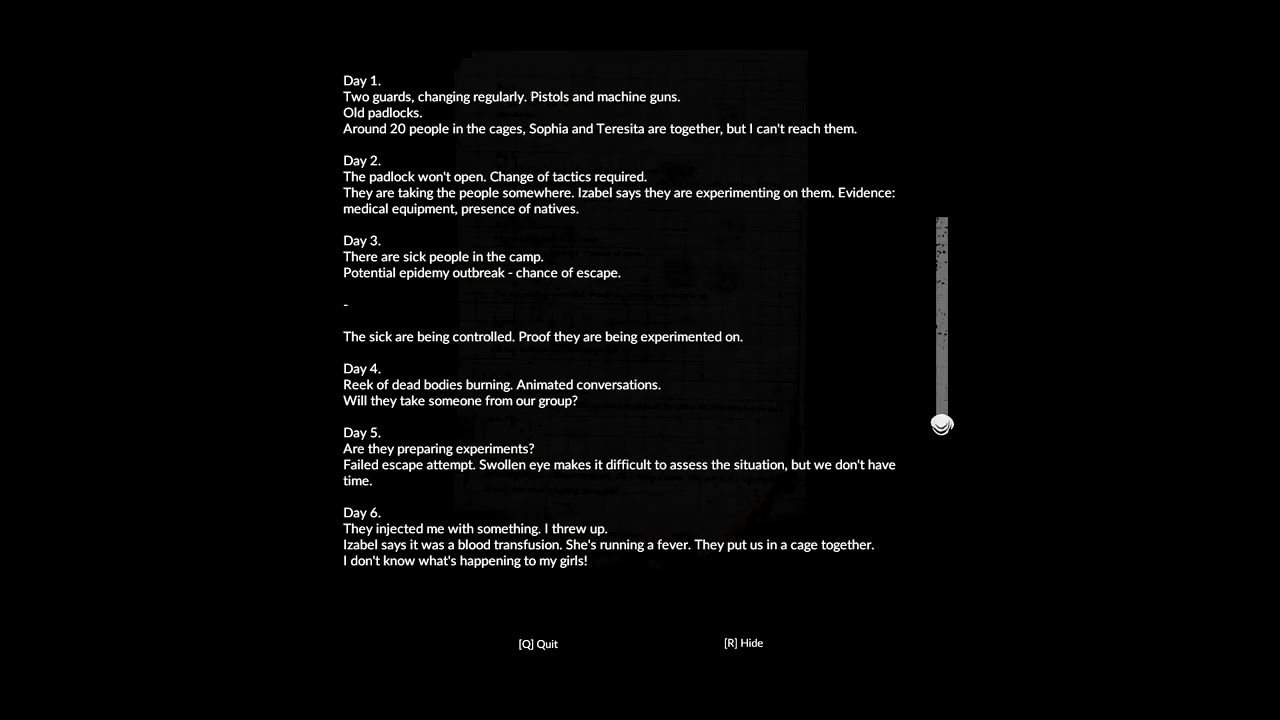 Day 1.
Two guards, changing regularly. Pistols and machine guns.
Old padlocks.
Around 20 people in the cages, Sophia and Teresita are together, but I can't reach them.
Day 2.
The padlock won't open. Change of tactics required.
They are taking the people somewhere. Izabel says they are experimenting on them. Evidence:
medical equipment, presence of natives.
Day 3.
There are sick people in the camp.
Potential epidemy outbreak - chance of escape.
-
The sick are being controlled. Proof they are being experimented on.
Day 4.
Reek of dead bodies burning. Animated conversations.
Will they take someone from our group?
Day 5.
Are they preparing experiments?
Failed escape attempt. Swollen eye makes it difficult to assess the situation, but we don't have
time.
Day 6.
They injected me with something. I threw up.
Izabel says it was a blood transfusion. She's running a fever. They put us in a cage together.
I don't know what's happening to my girls!
[Q] Quit
[R] Hide